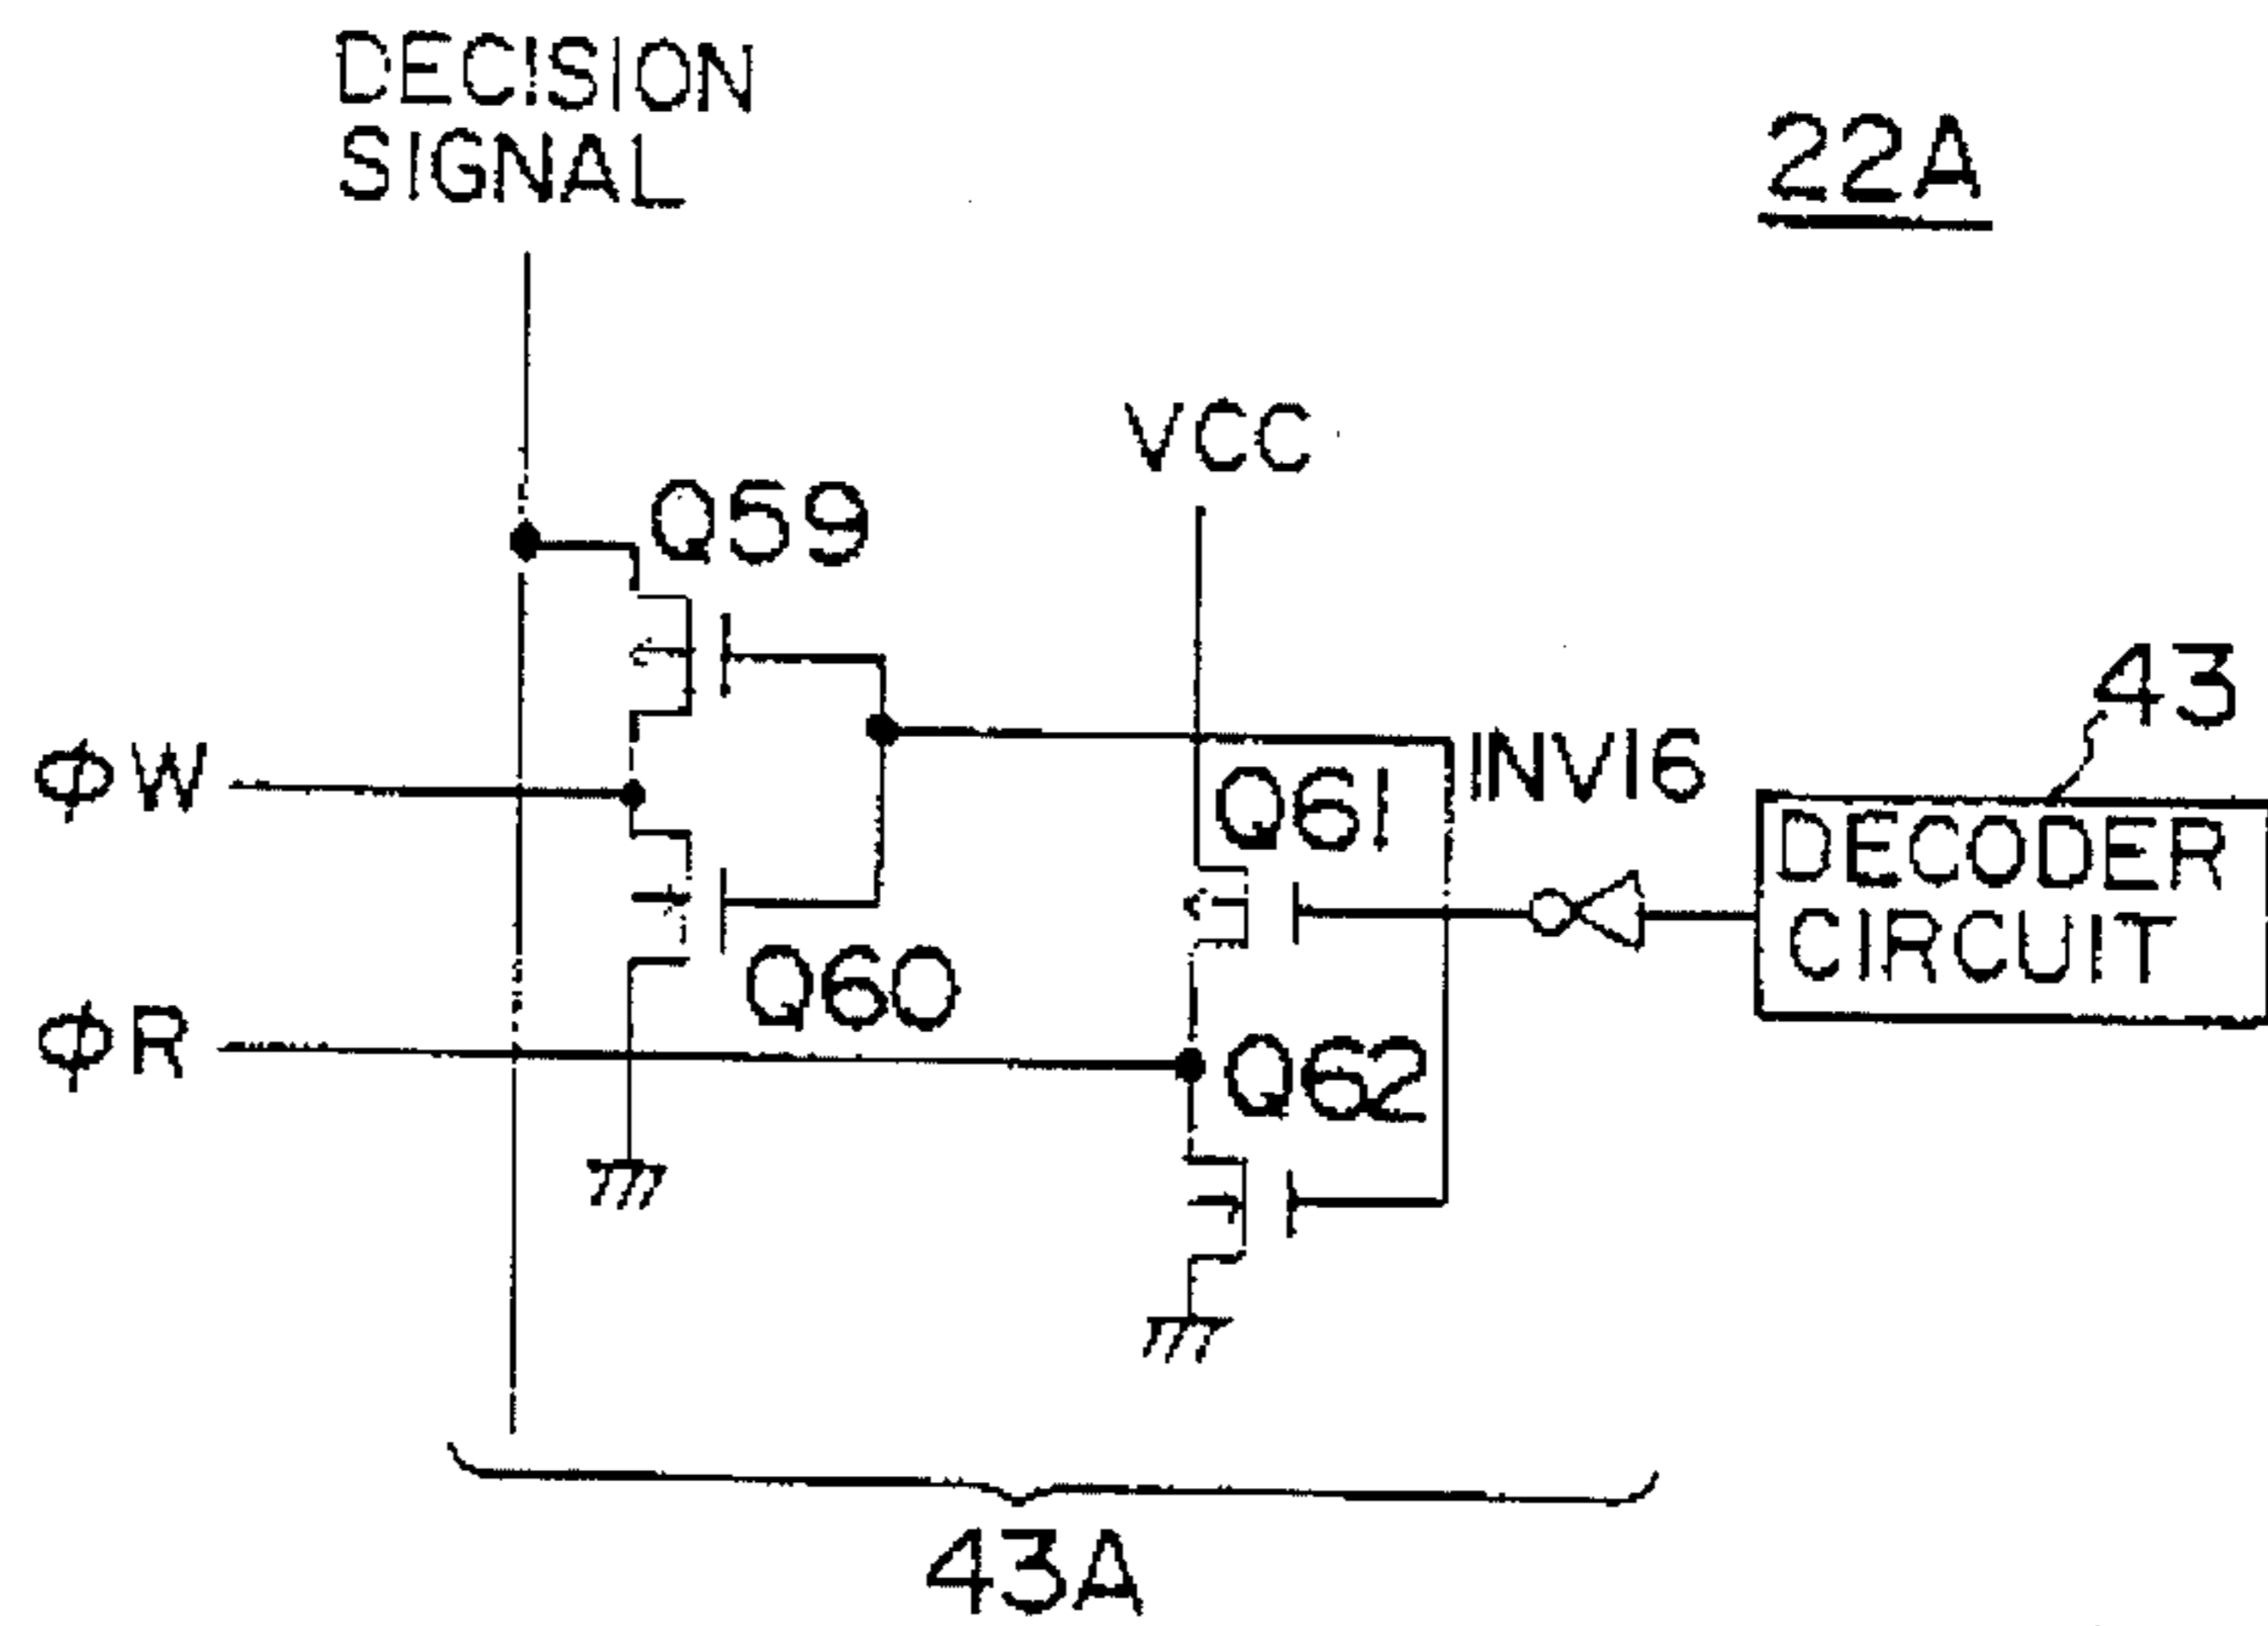 DECISION
SIGNAL
22A
VCC
Q59
43
φW
INV16
Q61
DECODER
CIRCUIT
Q60
φR
Q62
43A